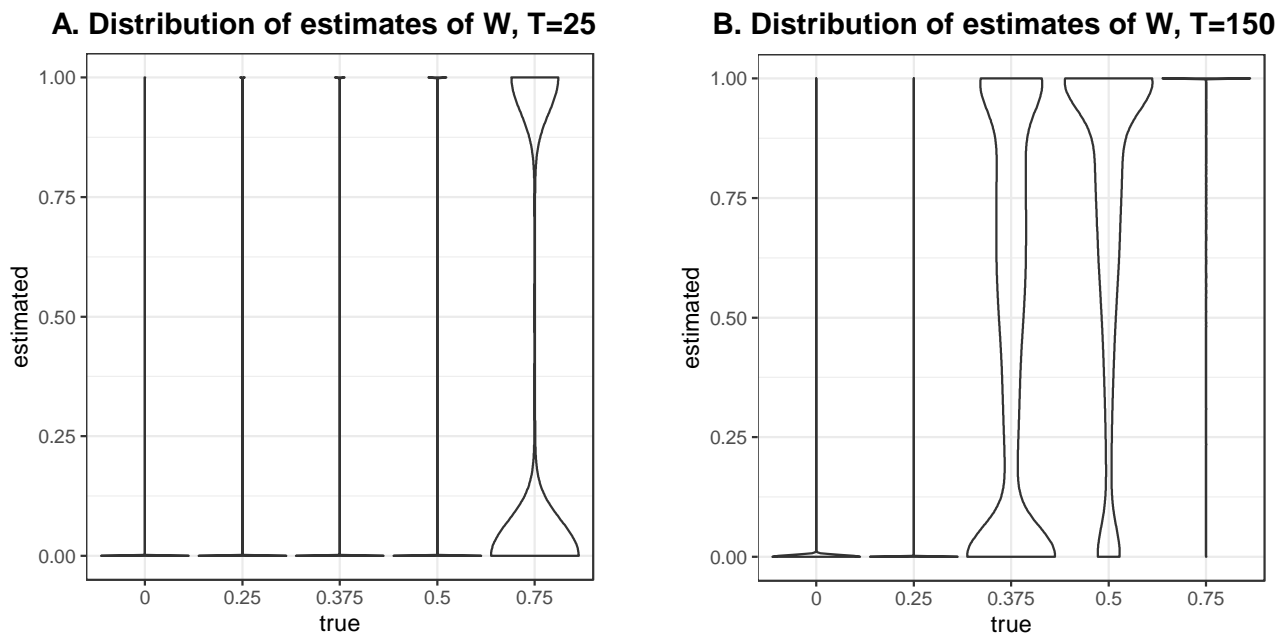 A. Distribution of estimates of W, T=25
1.00
0.75
0.50
0.25
0.00
estimated
0 0.25 0.375 0.5 0.75
true
B. Distribution of estimates of W, T=150
1.00
0.75
0.50
0.25
0.00
estimated
0 0.25 0.375 0.5 0.75
true